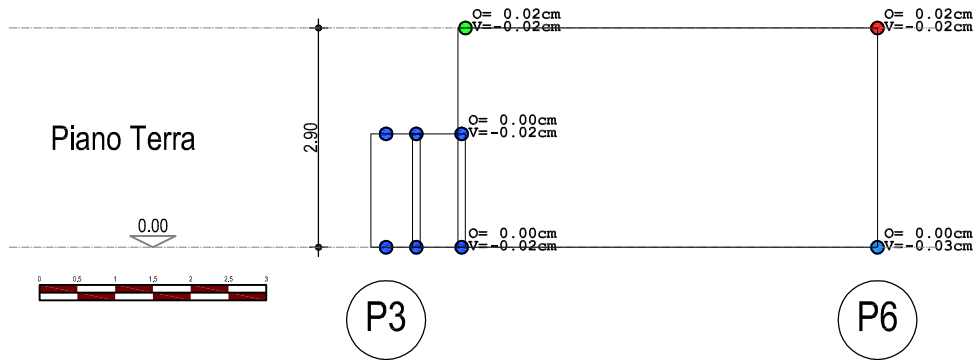 O= 0.02cm
V=-0.02cm
O= 0.02cm
V=-0.02cm
Piano Terra
2.90
O= 0.00cm
V=-0.02cm
0.00
O= 0.00cm
V=-0.02cm
O= 0.00cm
V=-0.03cm
0 0,5 1 1,5 2 2,5 3
P3
P6